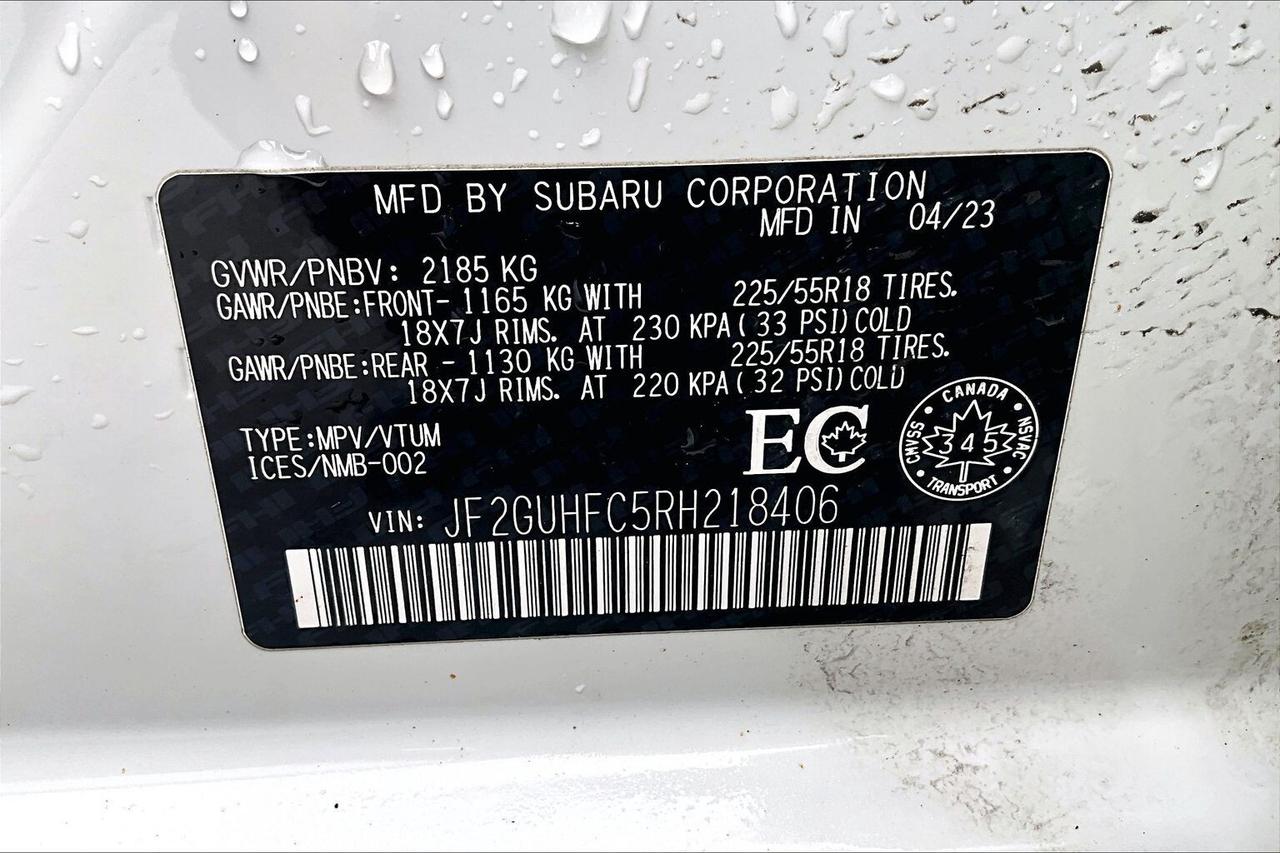 MFD BY SUBARU CORPORATION
MFD IN 04/23
GVWR/PNBV: 2185 KG
GAWR/PNBE:FRONT- 1165 KG WITH 225/55R18 TIRES.
18X7J RIMS. AT 230 KPA( 33 PSI)COLD
GAWR/PNBE:REAR - 1130 KG WITH 225/55R18 TIRES.
18X7J RIMS. AT 220 KPA( 32 PSI)COLD
TYPE:MPV/VTUM
ICES/NMB-002
EC
CANADA
CMVSS 345 NSVAC
TRANSPORT
VIN: JF2GUHFC5RH218406